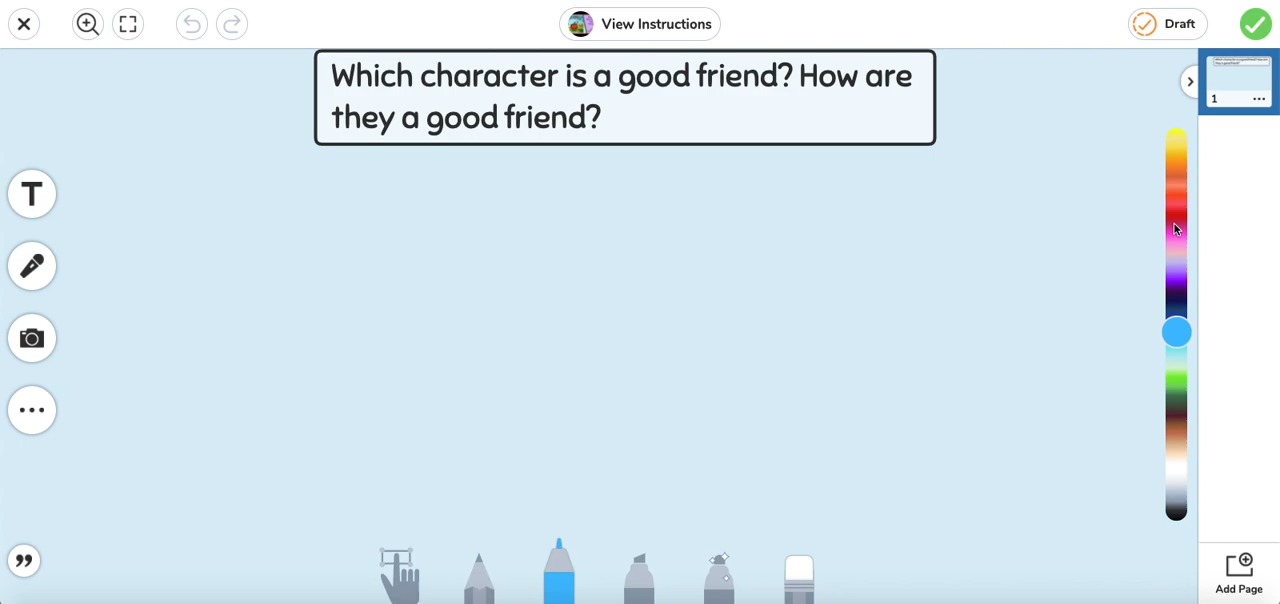 View Instructions
Draft
Which character is a good friend? How are
they a good friend?
T
1
Add Page